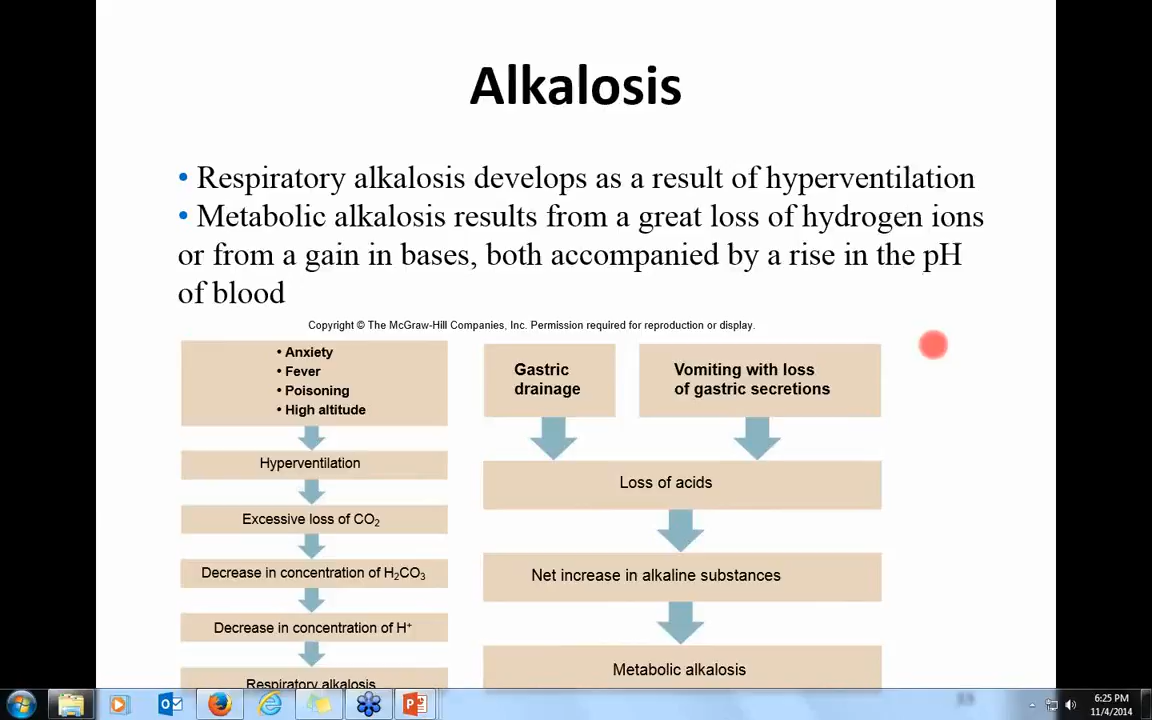 Alkalosis
• Respiratory alkalosis develops as a result of hyperventilation
• Metabolic alkalosis results from a great loss of hydrogen ions
or from a gain in bases, both accompanied by a rise in the pH
of blood
Copyright © The McGraw-Hill Companies, Inc. Permission required for reproduction or display.
• Anxiety
• Fever
• Poisoning
• High altitude
Hyperventilation
Excessive loss of CO₂
Decrease in concentration of H₂CO₃
Decrease in concentration of H⁺
Respiratory alkalosis
Gastric
drainage
Vomiting with loss
of gastric secretions
Loss of acids
Net increase in alkaline substances
Metabolic alkalosis
6:25 PM
11/4/2014